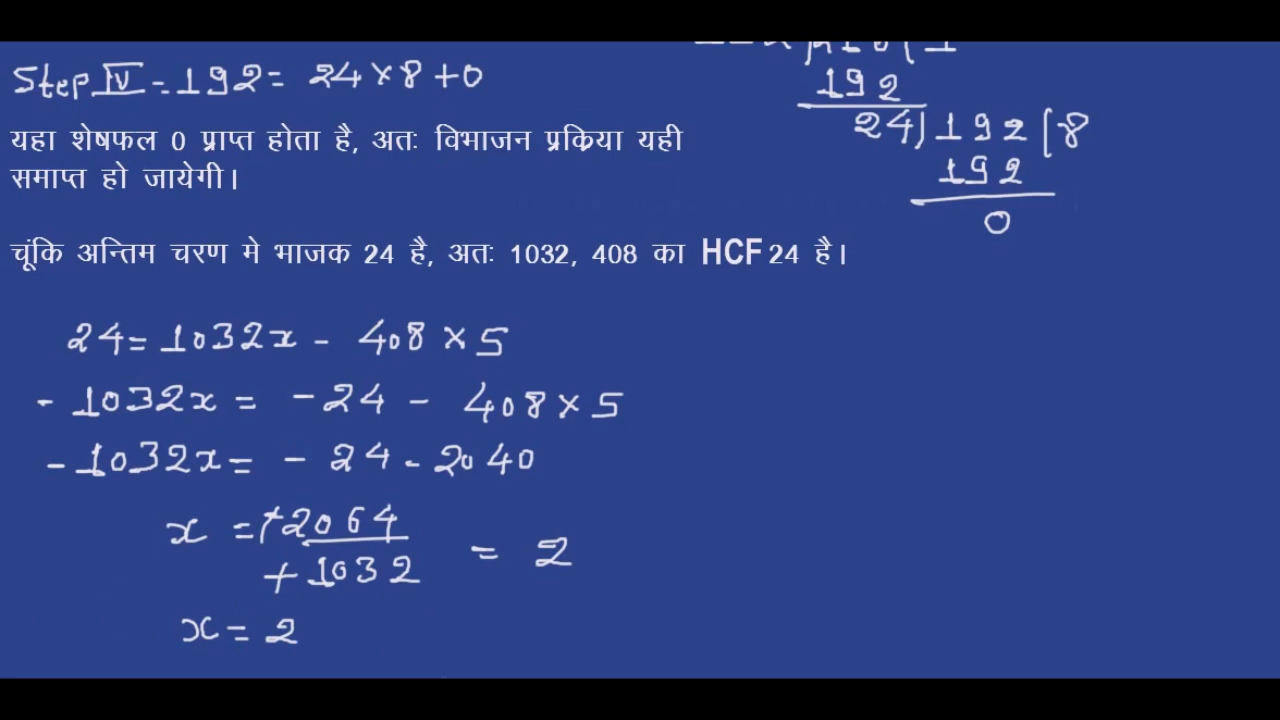 Step IV = 192 = 24 × 8 + 0
यहा शेषफल 0 प्राप्त होता है, अतः विभाजन प्रकिया यही
समाप्त हो जायेगी।
चूंकि अन्तिम चरण मे भाजक 24 है, अतः 1032, 408 का HCF 24 है।
24 = 1032x - 408 × 5
- 1032x = - 24 - 408 × 5
- 1032x = - 24 - 2040
x = +2064
+ 1032
= 2
x = 2
192
24)192(8
192
0